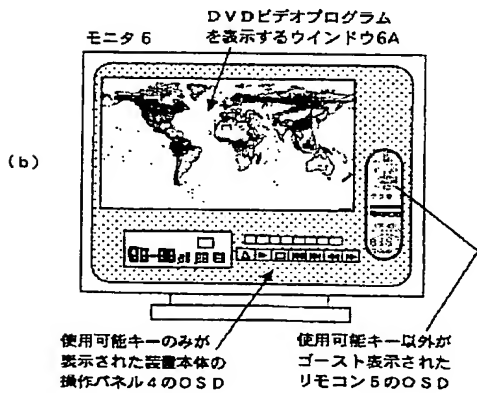 DVDビデオプログラム
を表示するウインドウ6A
モニタ6
(b)
使用可能キーのみが
表示された装置本体の
操作パネル4のOSD
使用可能キー以外が
ゴースト表示された
リモコン5のOSD